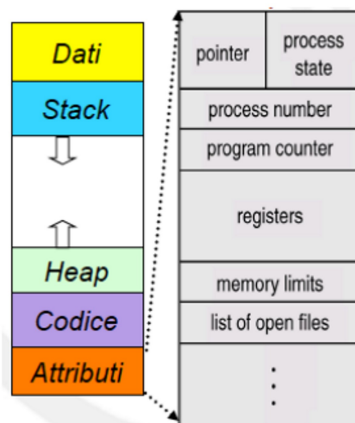 Dati
Stack
Heap
Codice
Attributi
pointer
process
state
process number
program counter
registers
memory limits
list of open files